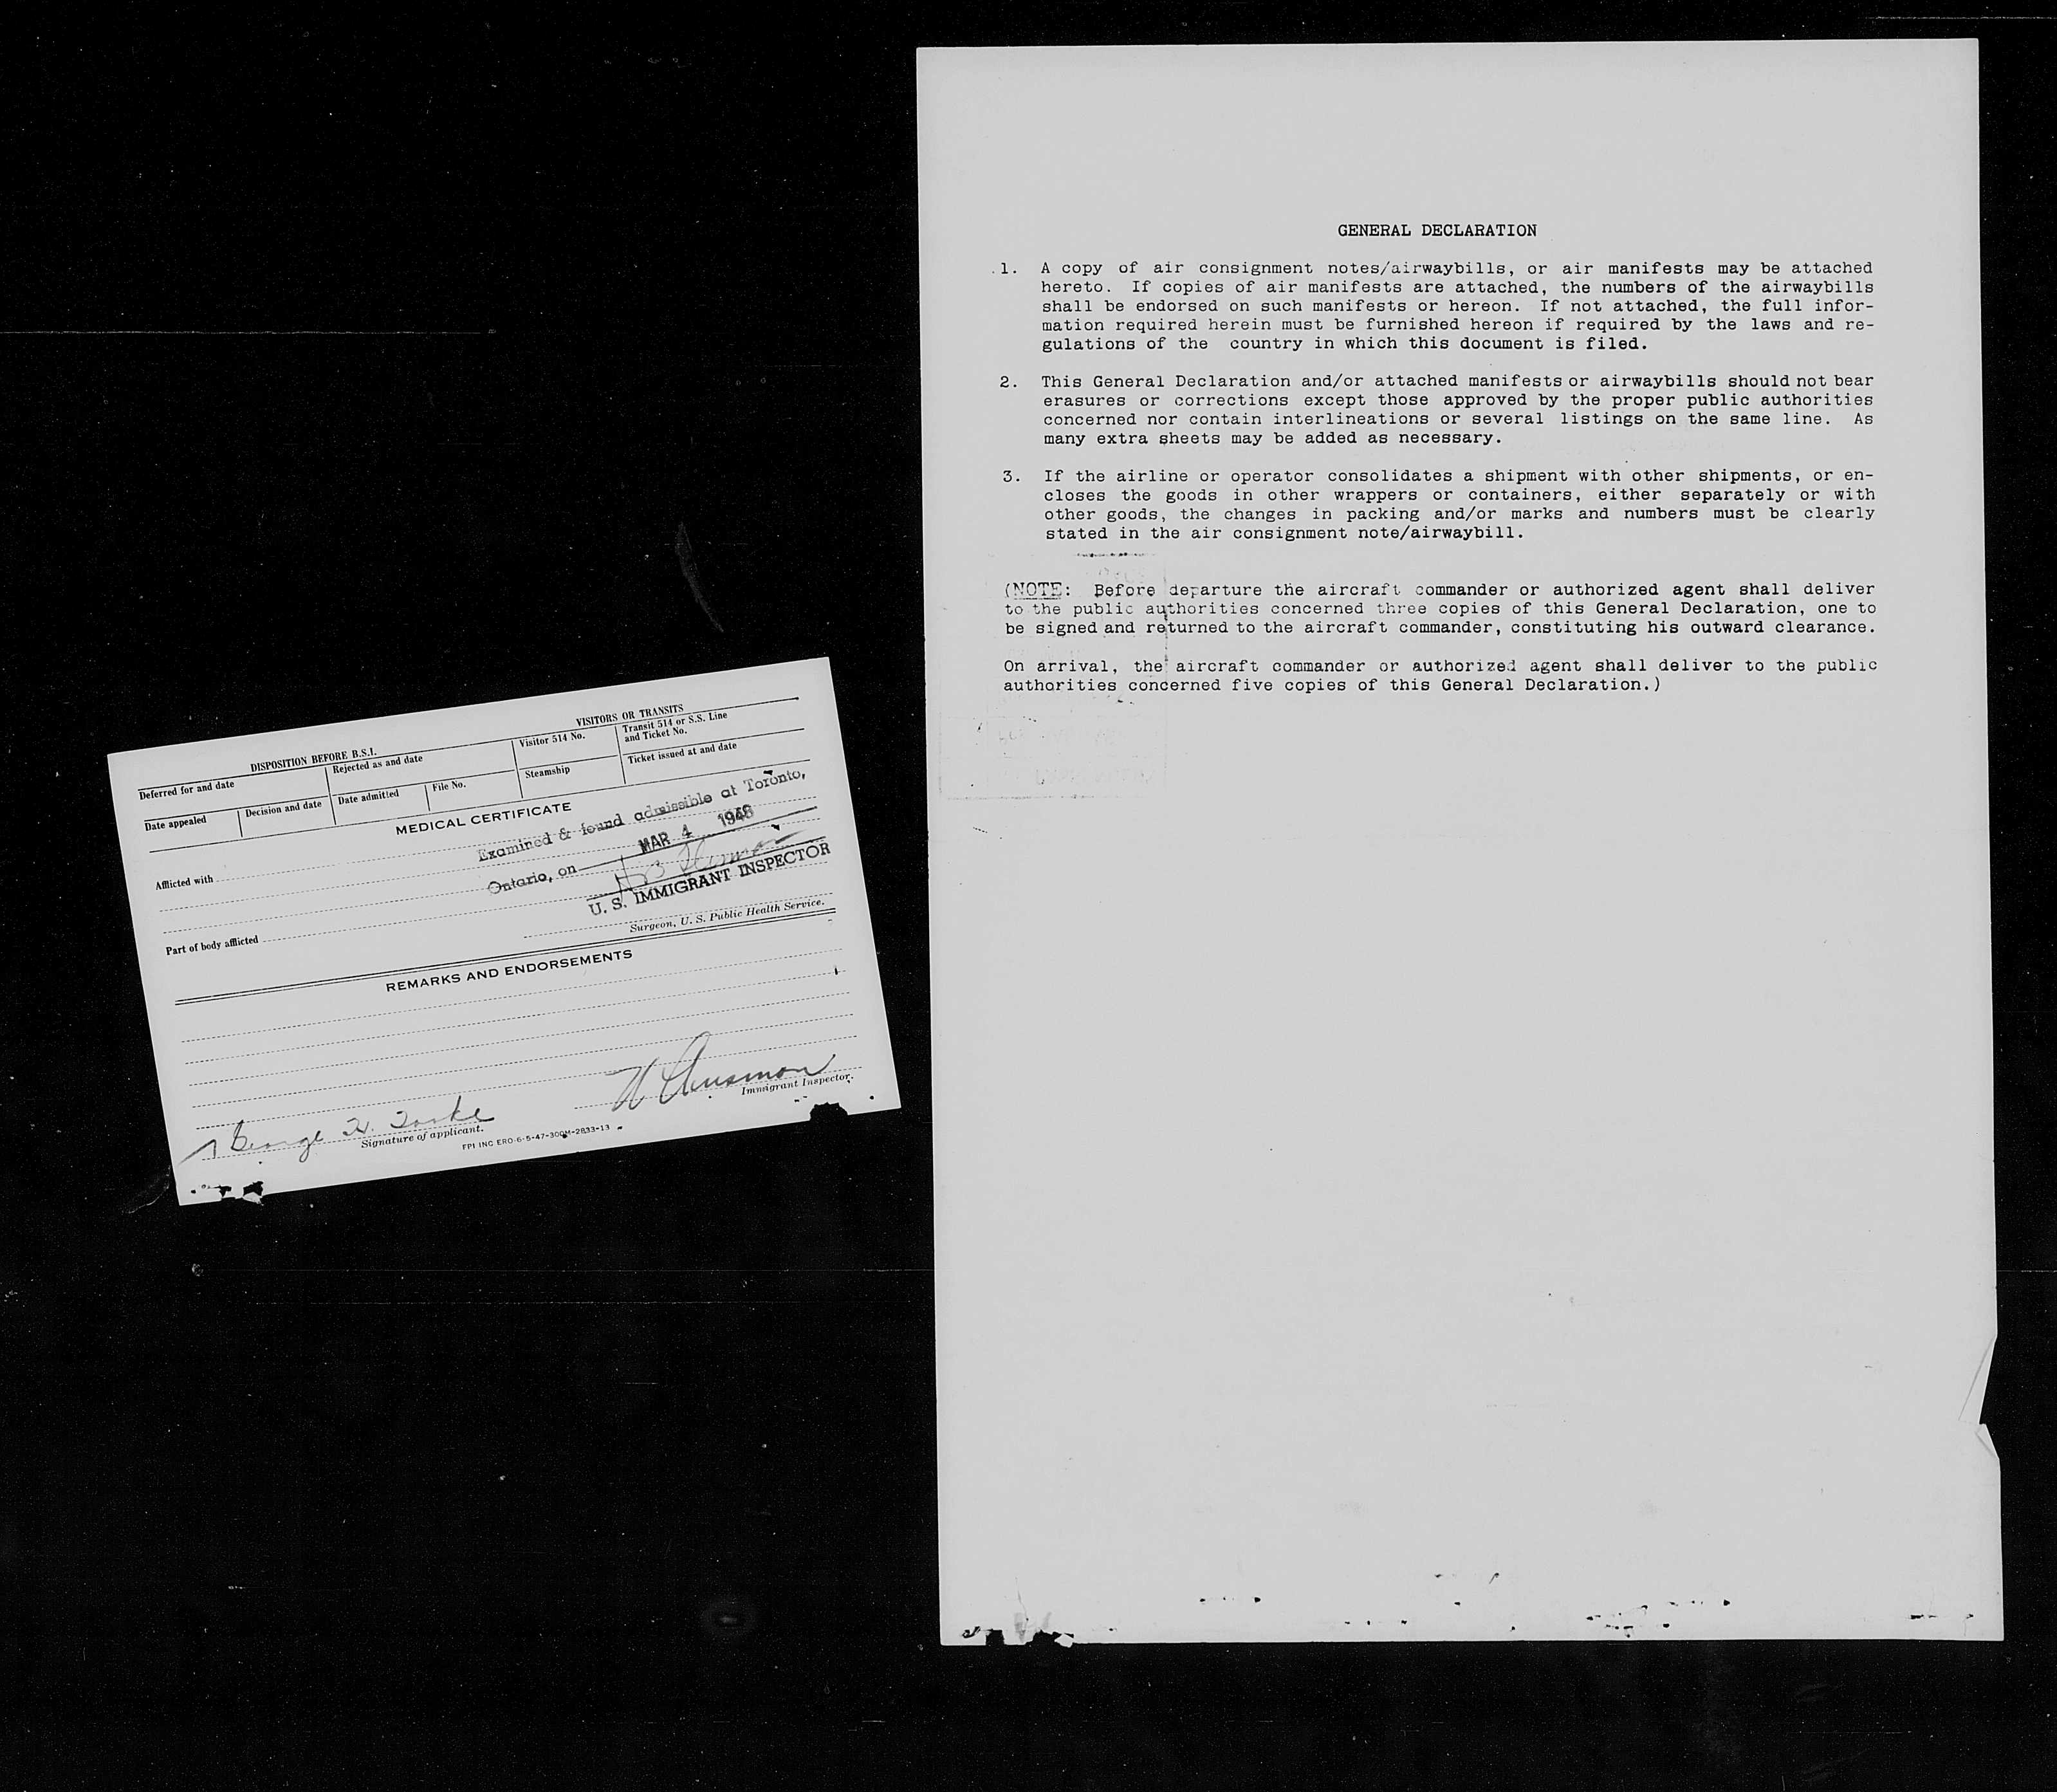 DISPOSITION BEFORE B.S.I.
VISITORS OR TRANSITS
Deferred for and date
Rejected as and date
Visitor 514 No.
Transit 514 or S.S. Line
and Ticket No.
Date appealed
Decision and date
Date admitted
File No.
Steamship
Ticket issued at and date
MEDICAL CERTIFICATE
Examined & found admissible at Toronto,
Ontario, on MAR 4 1948
Afflicted with
U. S. IMMIGRANT INSPECTOR
Part of body afflicted
Surgeon, U. S. Public Health Service.
REMARKS AND ENDORSEMENTS
George
Signature of applicant.
Immigrant Inspector.
FPI INC ERO-6-5-47-300M-2833-13
GENERAL DECLARATION
1. A copy of air consignment notes/airwaybills, or air manifests may be attached
hereto. If copies of air manifests are attached, the numbers of the airwaybills
shall be endorsed on such manifests or hereon. If not attached, the full infor-
mation required herein must be furnished hereon if required by the laws and re-
gulations of the country in which this document is filed.
2. This General Declaration and/or attached manifests or airwaybills should not bear
erasures or corrections except those approved by the proper public authorities
concerned nor contain interlineations or several listings on the same line. As
many extra sheets may be added as necessary.
3. If the airline or operator consolidates a shipment with other shipments, or en-
closes the goods in other wrappers or containers, either separately or with
other goods, the changes in packing and/or marks and numbers must be clearly
stated in the air consignment note/airwaybill.
(NOTE: Before departure the aircraft commander or authorized agent shall deliver
to the public authorities concerned three copies of this General Declaration, one to
be signed and returned to the aircraft commander, constituting his outward clearance.
On arrival, the aircraft commander or authorized agent shall deliver to the public
authorities concerned five copies of this General Declaration.)